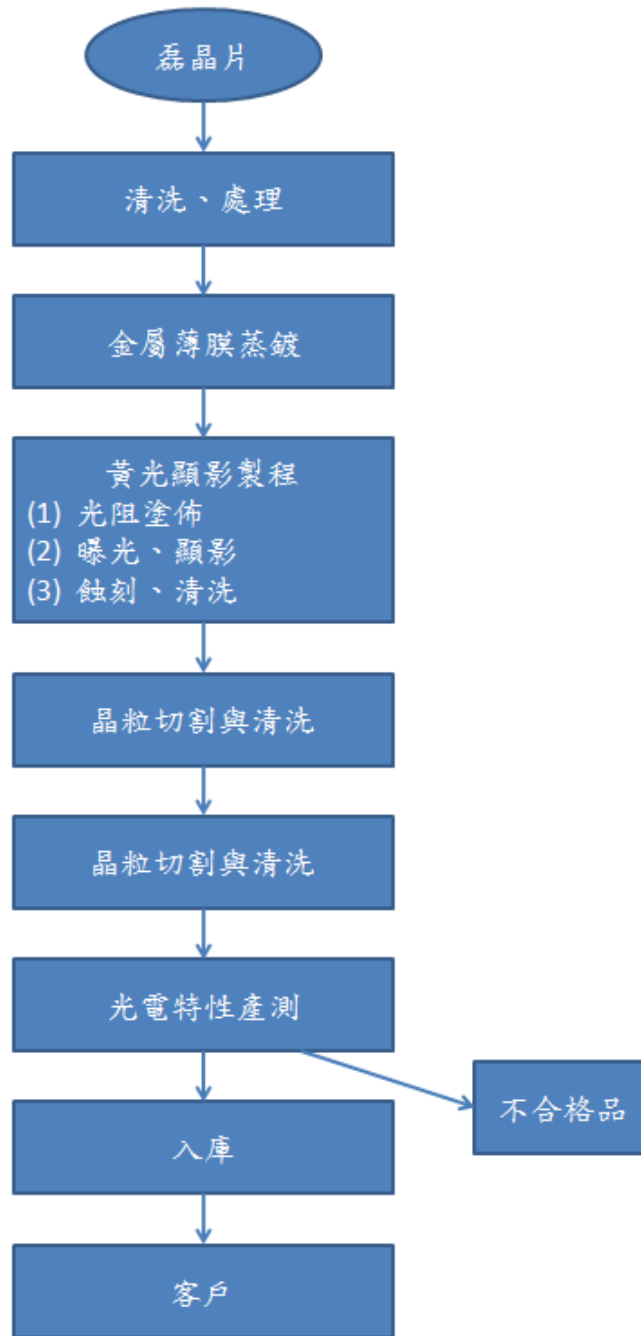 磊晶片
清洗、處理
金屬薄膜蒸鍍
黃光顯影製程
(1) 光阻塗佈
(2) 曝光、顯影
(3) 蝕刻、清洗
晶粒切割與清洗
晶粒切割與清洗
光電特性產測
不合格品
入庫
客戶